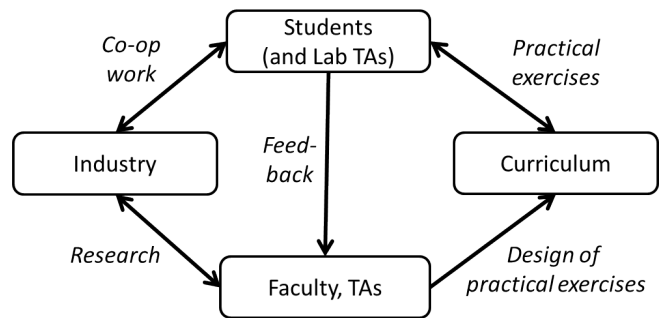 Students
(and Lab TAs)
Co-op
work
Practical
exercises
Industry
Feed-
back
Curriculum
Research
Faculty, TAs
Design of
practical exercises